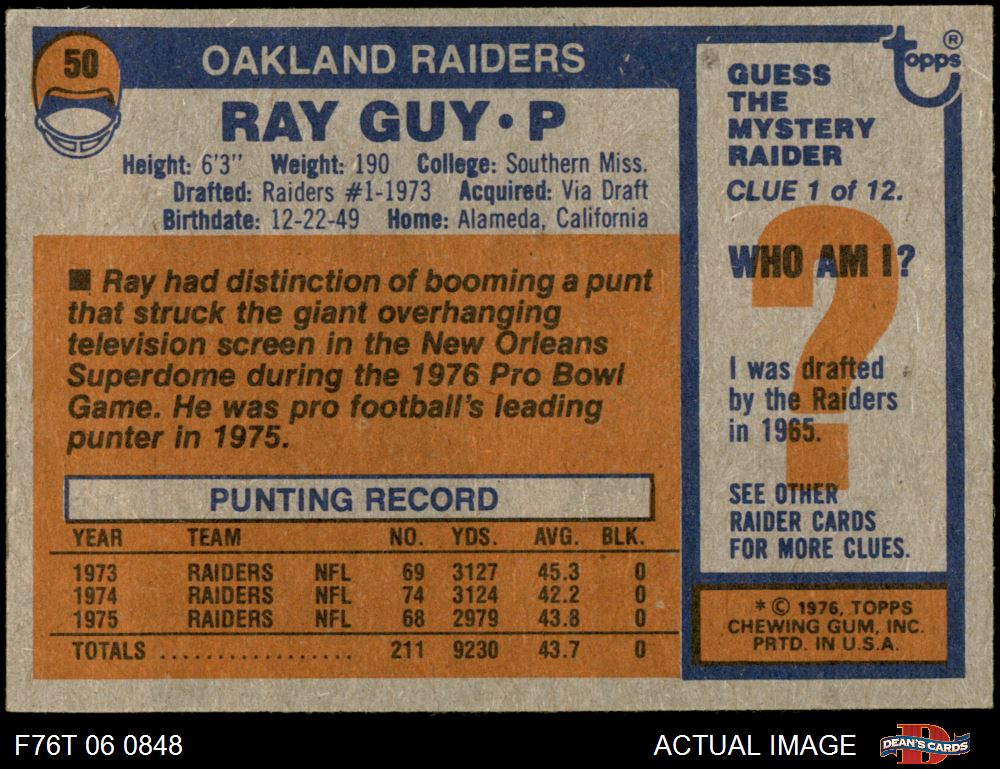 50
OAKLAND RAIDERS
RAY GUY • P
Height: 6'3" Weight: 190 College: Southern Miss.
Drafted: Raiders #1-1973 Acquired: Via Draft
Birthdate: 12-22-49 Home: Alameda, California
■ Ray had distinction of booming a punt
that struck the giant overhanging
television screen in the New Orleans
Superdome during the 1976 Pro Bowl
Game. He was pro football's leading
punter in 1975.
PUNTING RECORD
YEAR TEAM NO. YDS. AVG. BLK.
1973 RAIDERS NFL 69 3127 45.3 0
1974 RAIDERS NFL 74 3124 42.2 0
1975 RAIDERS NFL 68 2979 43.8 0
TOTALS .................. 211 9230 43.7 0
topps ®
GUESS
THE
MYSTERY
RAIDER
CLUE 1 of 12.
?
WHO AM I?
I was drafted
by the Raiders
in 1965.
SEE OTHER
RAIDER CARDS
FOR MORE CLUES.
* © 1976, TOPPS
CHEWING GUM, INC.
PRTD. IN U.S.A.
F76T 06 0848
ACTUAL IMAGE
D
DEAN'S CARDS